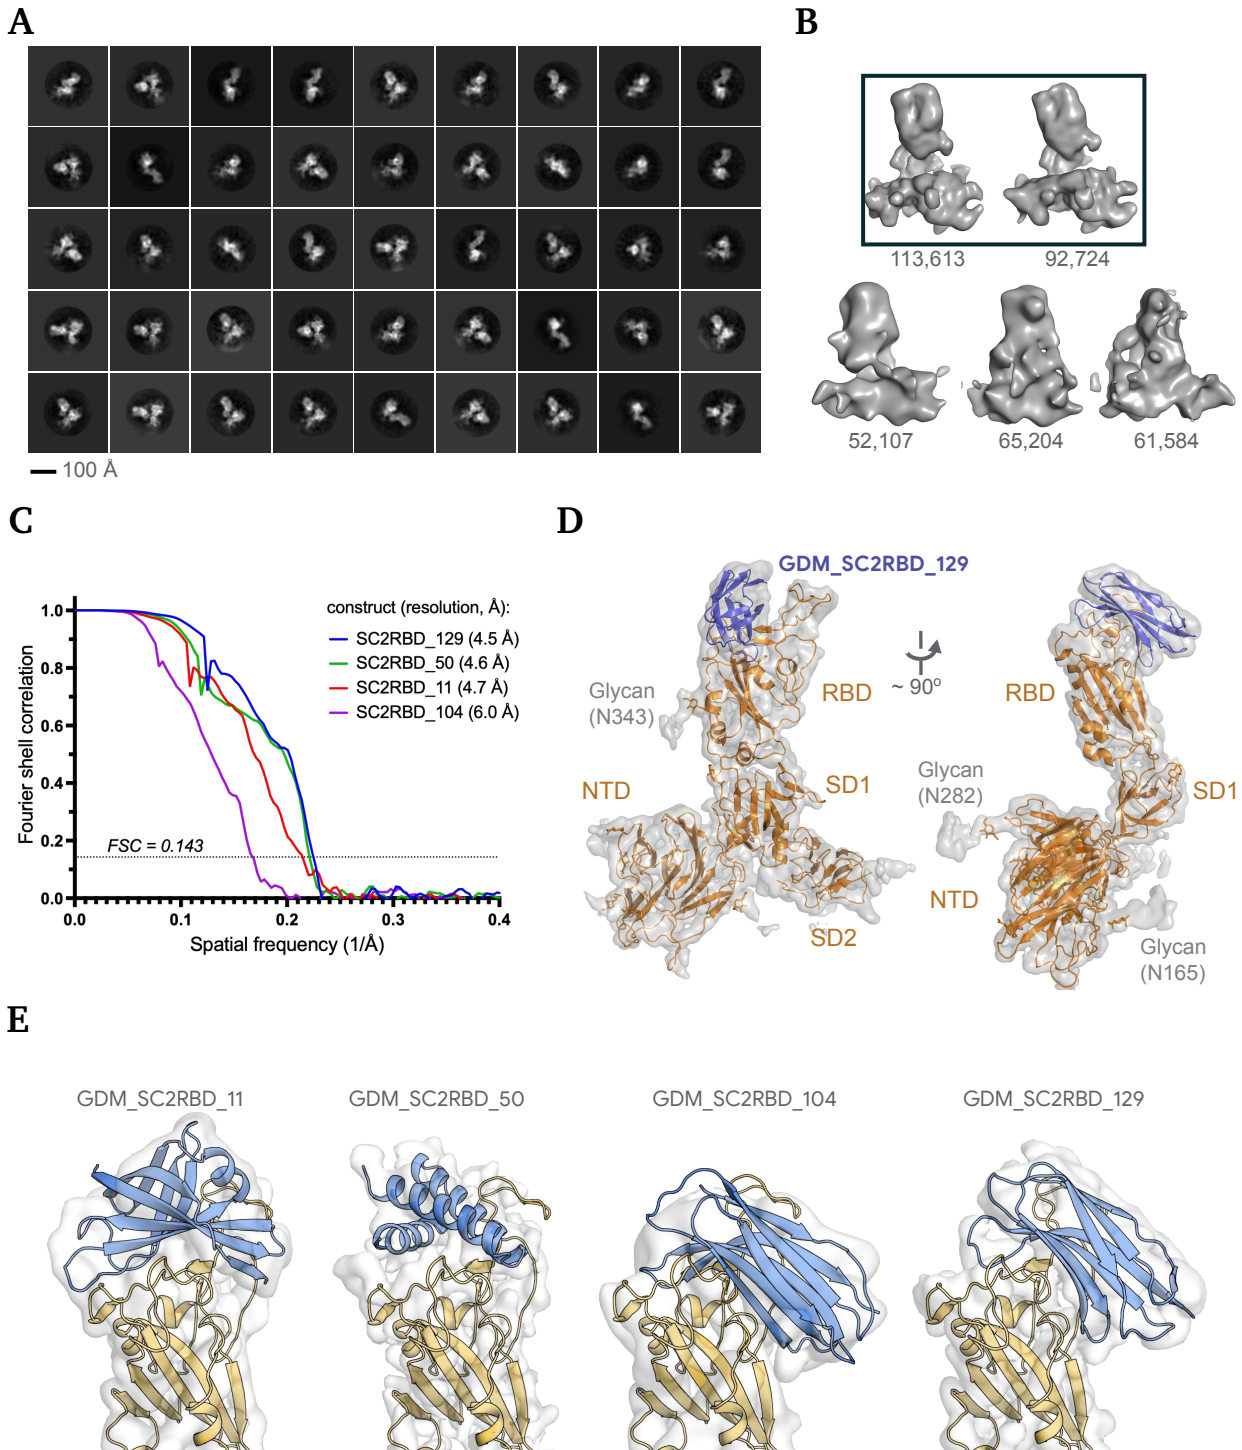 A
B
100 Å
113,613
92,724
52,107
65,204
61,584
C
D
construct (resolution, Å):
SC2RBD_129 (4.5 Å)
SC2RBD_50 (4.6 Å)
SC2RBD_11 (4.7 Å)
SC2RBD_104 (6.0 Å)
Fourier shell correlation
1.0
0.8
0.6
0.4
0.2
0.0
FSC = 0.143
0.0
0.1
0.2
0.3
0.4
Spatial frequency (1/Å)
GDM_SC2RBD_129
Glycan
(N343)
RBD
NTD
SD1
SD2
~ 90º
RBD
Glycan
(N282)
SD1
NTD
Glycan
(N165)
E
GDM_SC2RBD_11
GDM_SC2RBD_50
GDM_SC2RBD_104
GDM_SC2RBD_129